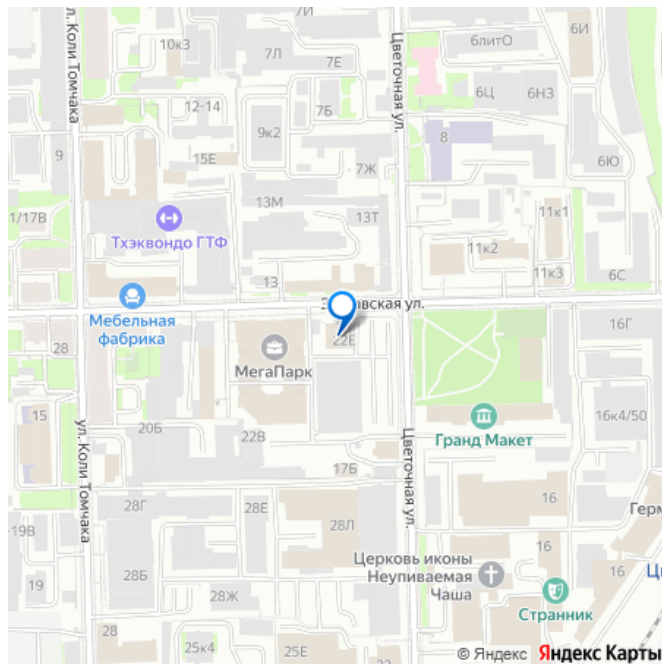 ул. Коли Томчака
10к3
7Л
7Е
Цветочная ул.
6литО
6И
12-14
7Б
6Ц
6Н3
9к2
8
9
15Е
7Ж
6Ю
1/17В
13М
13Т
11к1
Тхэквондо ГТФ
11к2
13
11к3
6С
ул.
Мебельная
фабрика
22Е
16Г
28
МегаПарк
15
16к4/50
20Б
22В
Гранд Макет
ул. Коли Томчака
17Б
Цветочная ул.
28Г
28Е
16
-19В
28Л
Церковь иконы
Неупиваемая
Чаша
16
16
19
28Б
28Ж
Странник
28
25к4
25Е
© Яндекс
Яндекс Карты